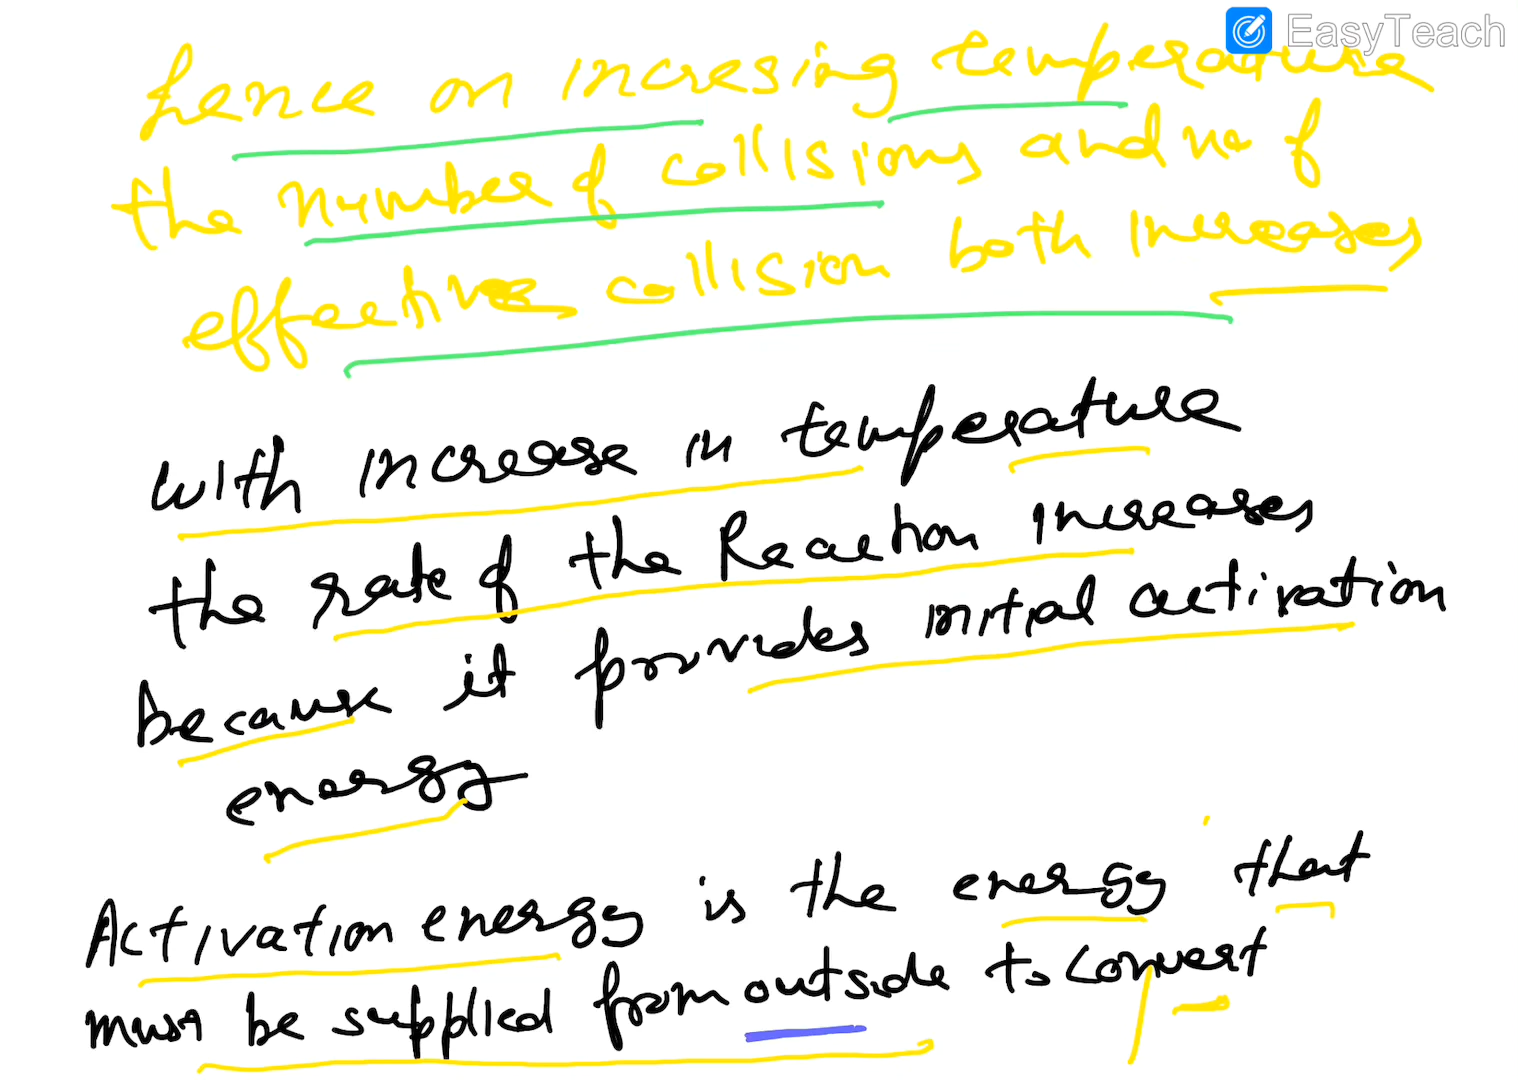 EasyTeach
hence on incresing temperature
the number of collisions and no of
effective collision both increases
with increase in temperature
the rate of the Reaction increases
because it provides initial activation
energy
Activation energy is the energy that
must be supplied from outside to convert